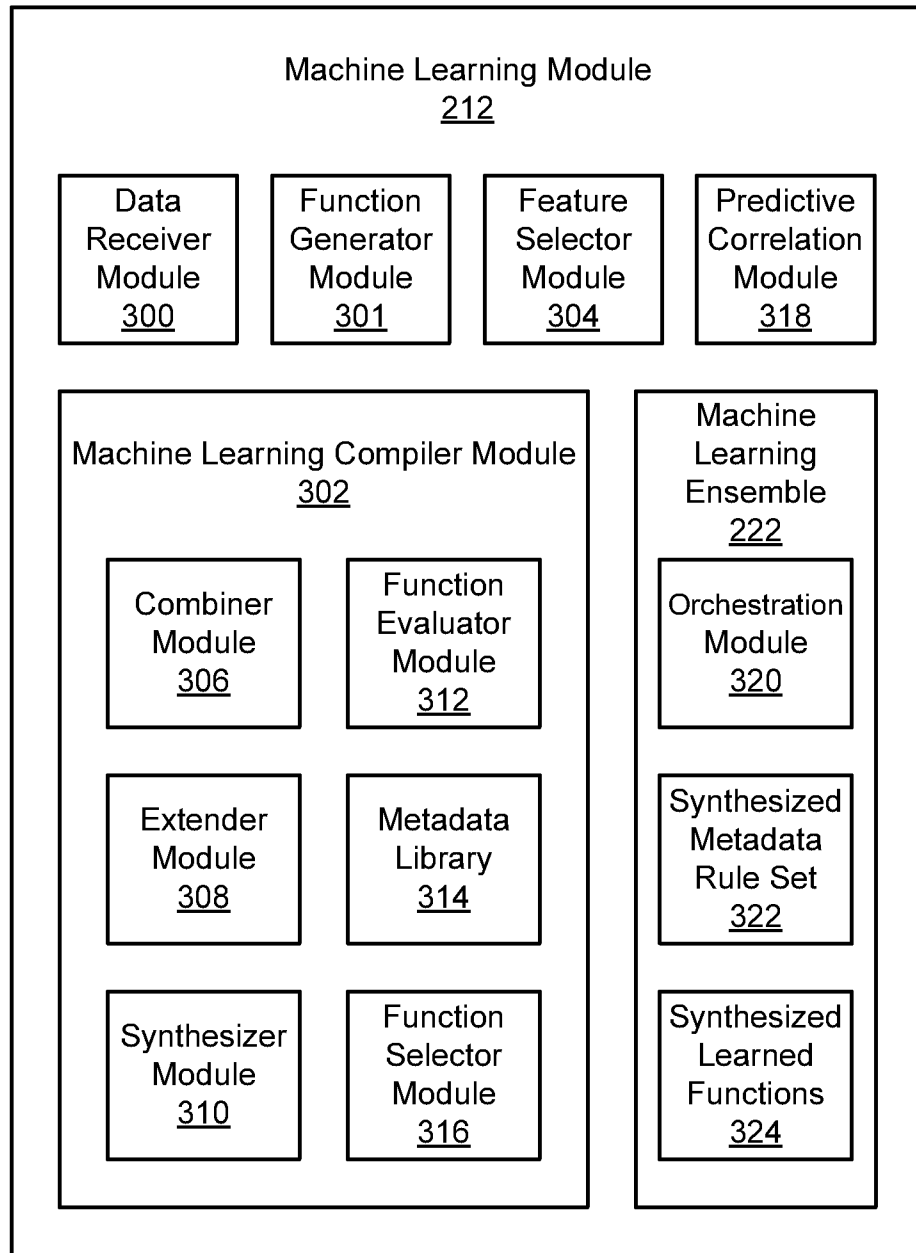 Machine Learning Module
212
Data
Receiver
Module
300
Function
Generator
Module
301
Feature
Selector
Module
304
Predictive
Correlation
Module
318
Machine Learning Compiler Module
302
Combiner
Module
306
Function
Evaluator
Module
312
Extender
Module
308
Metadata
Library
314
Synthesizer
Module
310
Function
Selector
Module
316
Machine
Learning
Ensemble
222
Orchestration
Module
320
Synthesized
Metadata
Rule Set
322
Synthesized
Learned
Functions
324